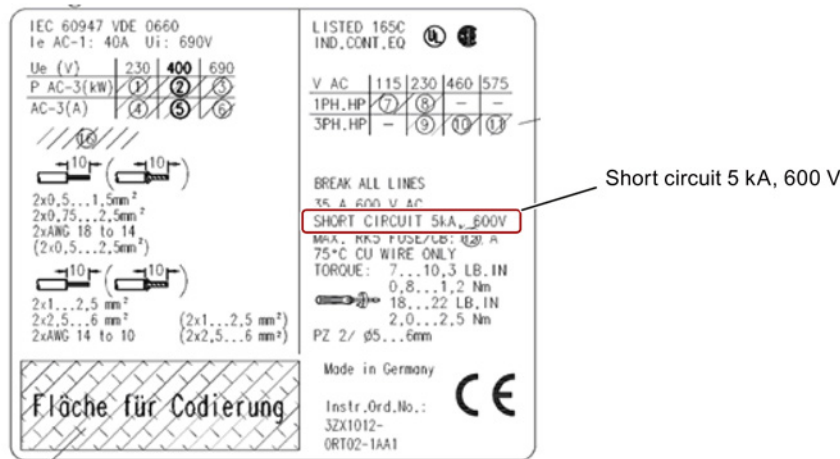 IEC 60947 VDE 0660
Ie AC-1: 40A Ui: 690V
Ue (V) 230 400 690
P AC-3(kW) 1 2 3
AC-3(A) 4 5 6
16
10 ( 10 )
2x0,5...1,5mm²
2x0,75...2,5mm²
2xAWG 18 to 14
(2x0,5...2,5mm²)
10 ( 10 )
2x1...2,5 mm²
2x2,5...6 mm² (2x1...2,5 mm²)
2xAWG 14 to 10 (2x2,5...6 mm²)
Fläche für Codierung
LISTED 165C
IND.CONT.EQ UL
V AC 115 230 460 575
1PH.HP 7 8 - -
3PH.HP - 9 10 11
BREAK ALL LINES
35 A 600 V AC
SHORT CIRCUIT 5kA, 600V
MAX. RK5 FUSE/CB: A
75°C CU WIRE ONLY
TORQUE: 7...10,3 LB.IN
0,8...1,2 Nm
18...22 LB.IN
2,0...2,5 Nm
PZ 2/ Ø5...6mm
Made in Germany
CE
Instr.Ord.No.:
3ZX1012-
0RT02-1AA1
Short circuit 5 kA, 600 V